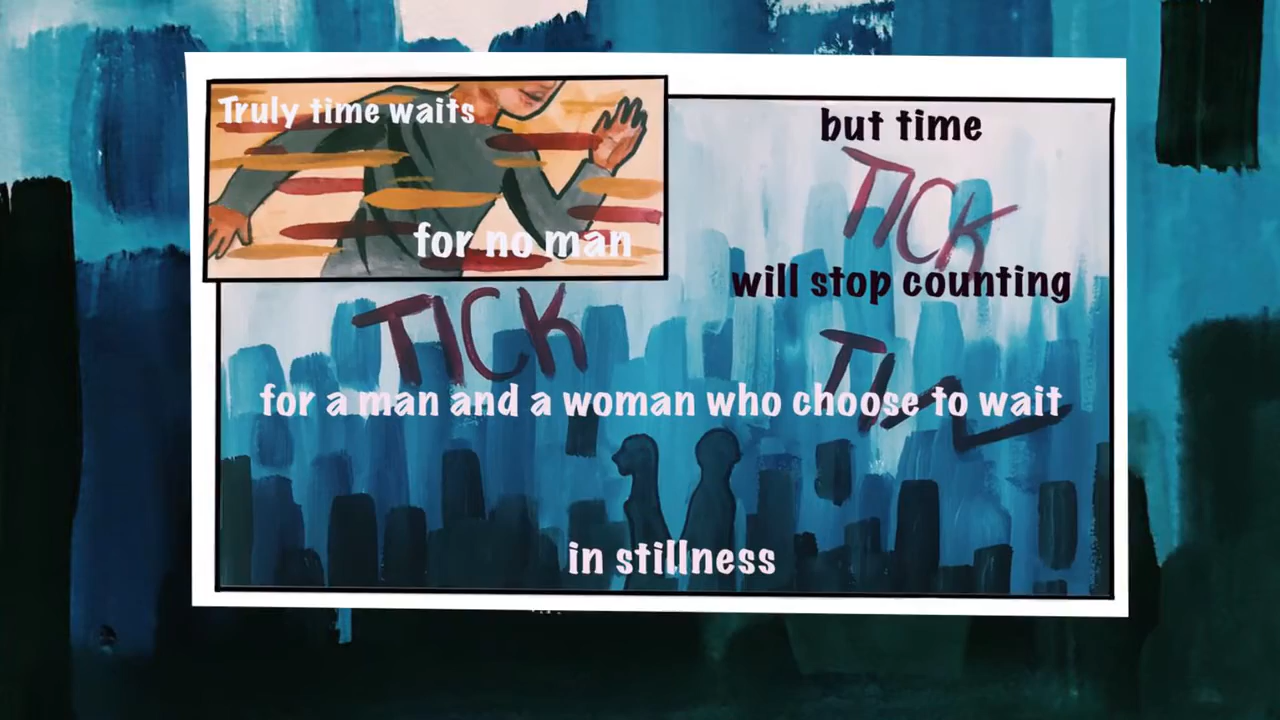 Truly time waits
for no man
but time
TICK
will stop counting
TICK
for a man and a woman who choose to wait
in stillness